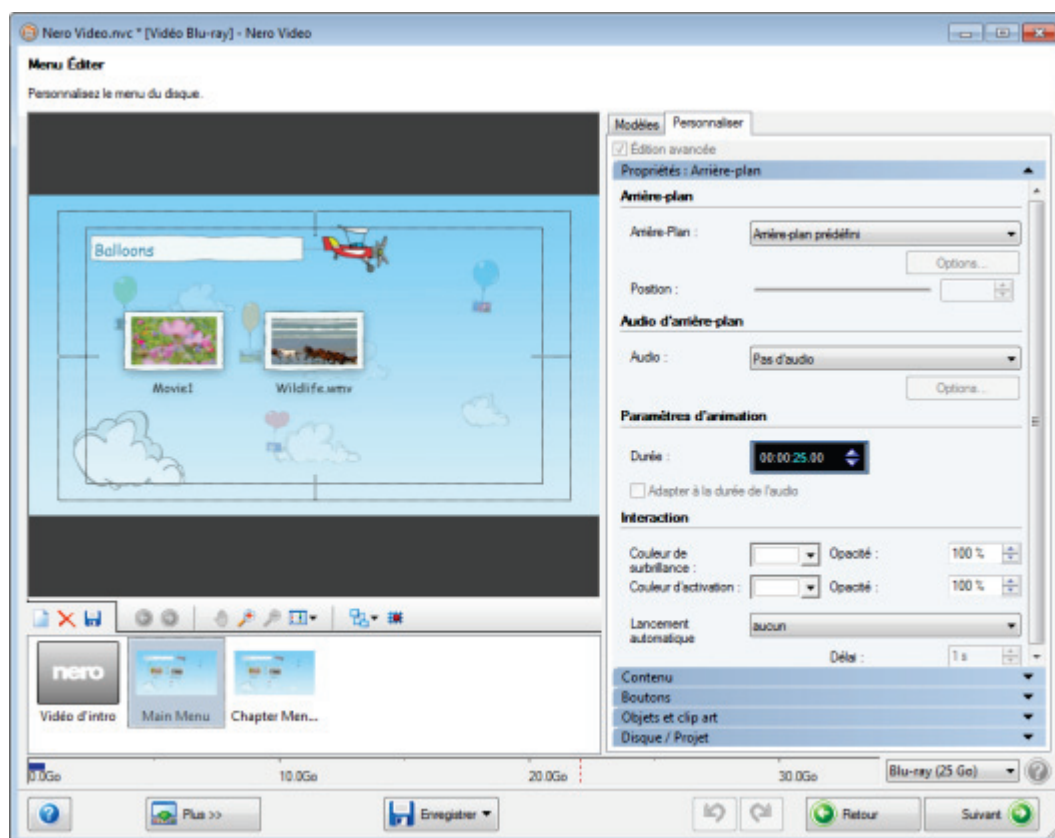 Nero Video.nvc * [Vidéo Blu-ray] - Nero Video
Menu Éditer
Personnalisez le menu du disque.
Modèles Personnaliser
Édition avancée
Propriétés : Arrière-plan
Arrière-plan
Arrière-Plan : Arrière-plan prédéfini
Options...
Position :
Audio d'arrière-plan
Audio : Pas d'audio
Options...
Paramètres d'animation
Durée : 00:00:25.00
Adapter à la durée de l'audio
Interaction
Couleur de surbrillance : Opacité : 100 %
Couleur d'activation : Opacité : 100 %
Lancement automatique aucun
Délai : 1 s
Contenu
Boutons
Objets et clip art
Disque / Projet
Balloons
Movie1 Wildlife.wmv
nero
Vidéo d'intro Main Menu Chapter Men...
0.0Go 10.0Go 20.0Go 30.0Go Blu-ray (25 Go)
Plus >> Enregistrer Retour Suivant